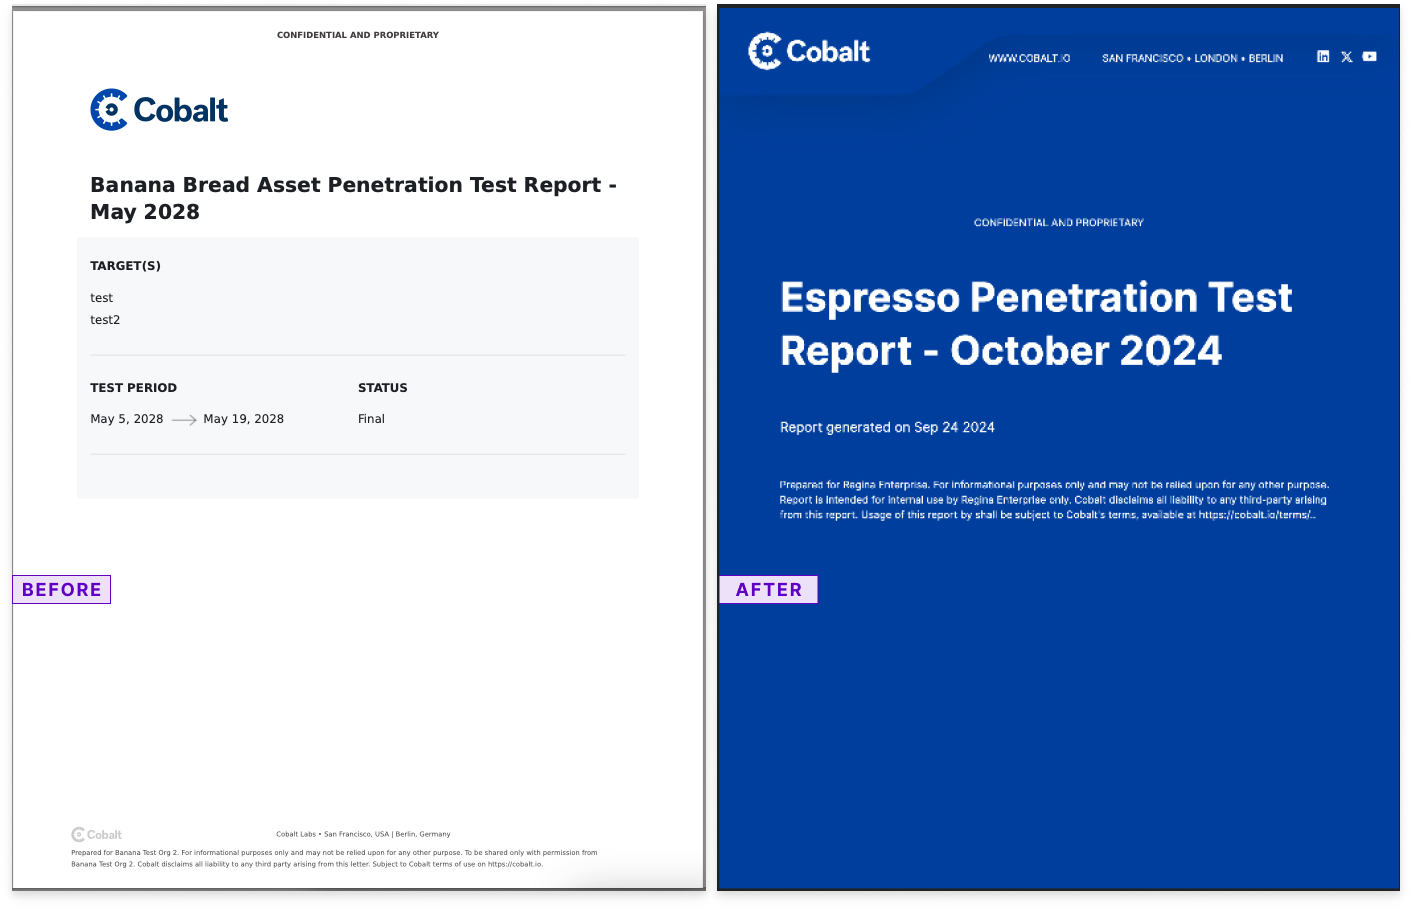 CONFIDENTIAL AND PROPRIETARY
Cobalt
Banana Bread Asset Penetration Test Report -
May 2028
TARGET(S)
test
test2
TEST PERIOD
STATUS
May 5, 2028
May 19, 2028
Final
BEFORE
Cobalt
Cobalt Labs • San Francisco, USA | Berlin, Germany
Prepared for Banana Test Org 2. For informational purposes only and may not be relied upon for any other purpose. To be shared only with permission from
Banana Test Org 2. Cobalt disclaims all liability to any third party arising from this letter. Subject to Cobalt terms of use on https://cobalt.io.
Cobalt
WWW.COBALT.IO
SAN FRANCISCO • LONDON • BERLIN
CONFIDENTIAL AND PROPRIETARY
Espresso Penetration Test
Report - October 2024
Report generated on Sep 24 2024
Prepared for Regina Enterprise. For informational purposes only and may not be relied upon for any other purpose.
Report is intended for internal use by Regina Enterprise only. Cobalt disclaims all liability to any third-party arising
from this report. Usage of this report by shall be subject to Cobalt's terms, available at https://cobalt.io/terms/..
AFTER